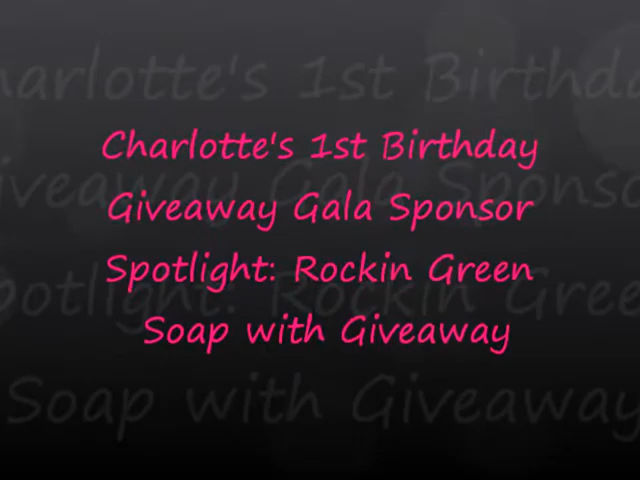 Charlotte's 1st Birthday
Giveaway Gala Sponsor
Spotlight: Rockin Green
Soap with Giveaway